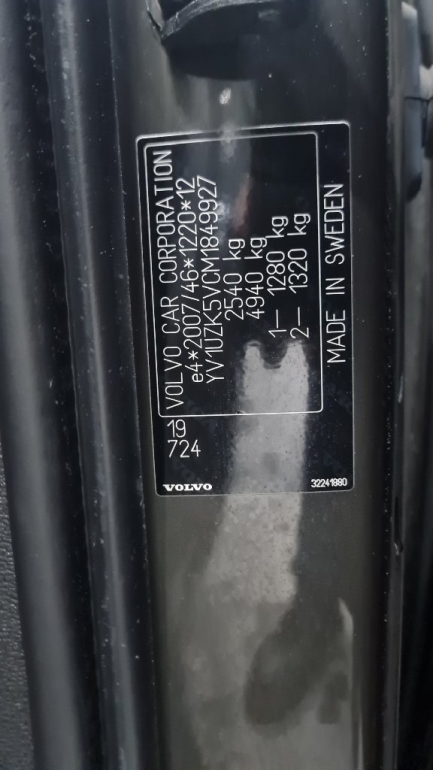 VOLVO CAR CORPORATION
e4*2007/46*1220*12
YV1UZK5VCM1849927
2540 kg
4940 kg
1– 1280 kg
2– 1320 kg
MADE IN SWEDEN
19
724
VOLVO
32241880